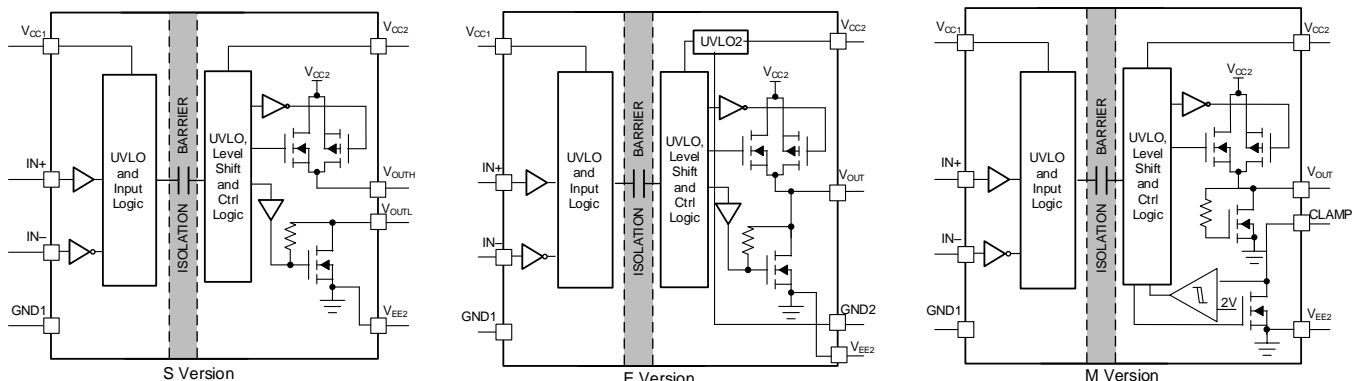 VCC1
VCC2
VCC2
UVLO
and
Input
Logic
ISOLATION BARRIER
UVLO,
Level
Shift
and
Ctrl
Logic
IN+
IN–
GND1
VOUTH
VOUTL
VEE2
S Version
VCC1
UVLO2
VCC2
VCC2
UVLO
and
Input
Logic
ISOLATION BARRIER
UVLO,
Level
Shift
and
Ctrl
Logic
IN+
IN–
GND1
VOUT
GND2
VEE2
E Version
VCC1
VCC2
VCC2
UVLO
and
Input
Logic
ISOLATION BARRIER
UVLO,
Level
Shift
and
Ctrl
Logic
IN+
IN–
GND1
VOUT
CLAMP
2V
VEE2
M Version